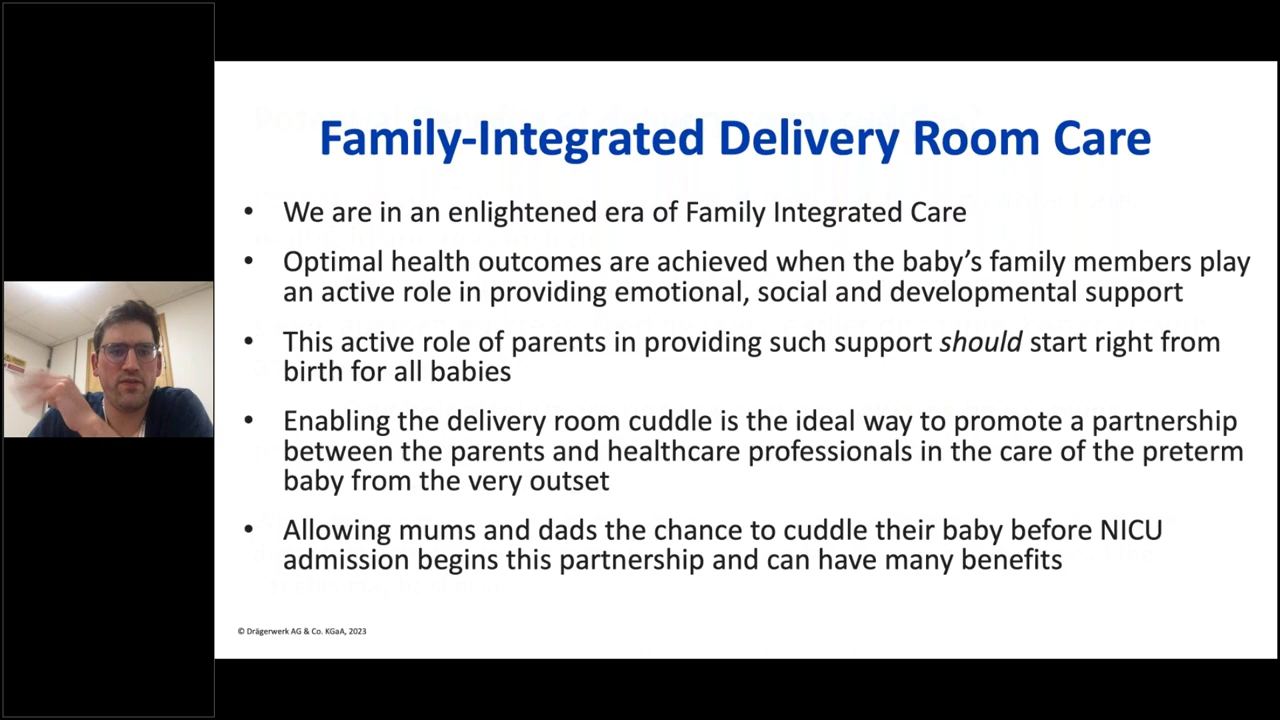 Family-Integrated Delivery Room Care
• We are in an enlightened era of Family Integrated Care
• Optimal health outcomes are achieved when the baby’s family members play
an active role in providing emotional, social and developmental support
• This active role of parents in providing such support should start right from
birth for all babies
• Enabling the delivery room cuddle is the ideal way to promote a partnership
between the parents and healthcare professionals in the care of the preterm
baby from the very outset
• Allowing mums and dads the chance to cuddle their baby before NICU
admission begins this partnership and can have many benefits
© Drägerwerk AG & Co. KGaA, 2023